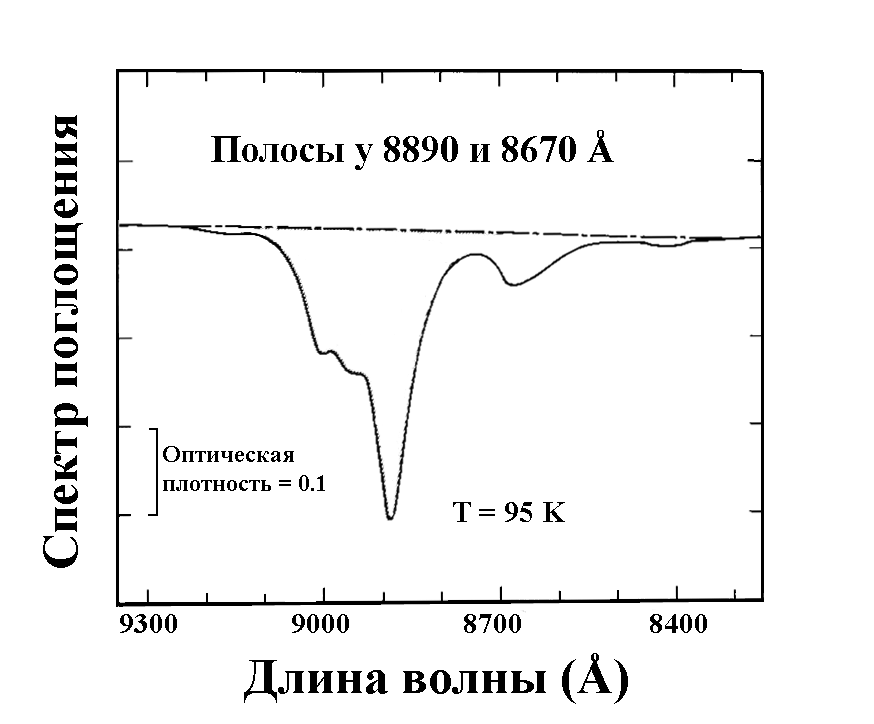 Полосы у 8890 и 8670 Å
Спектр поглощения
Оптическая
плотность = 0.1
T = 95 K
9300 9000 8700 8400
Длина волны (Å)